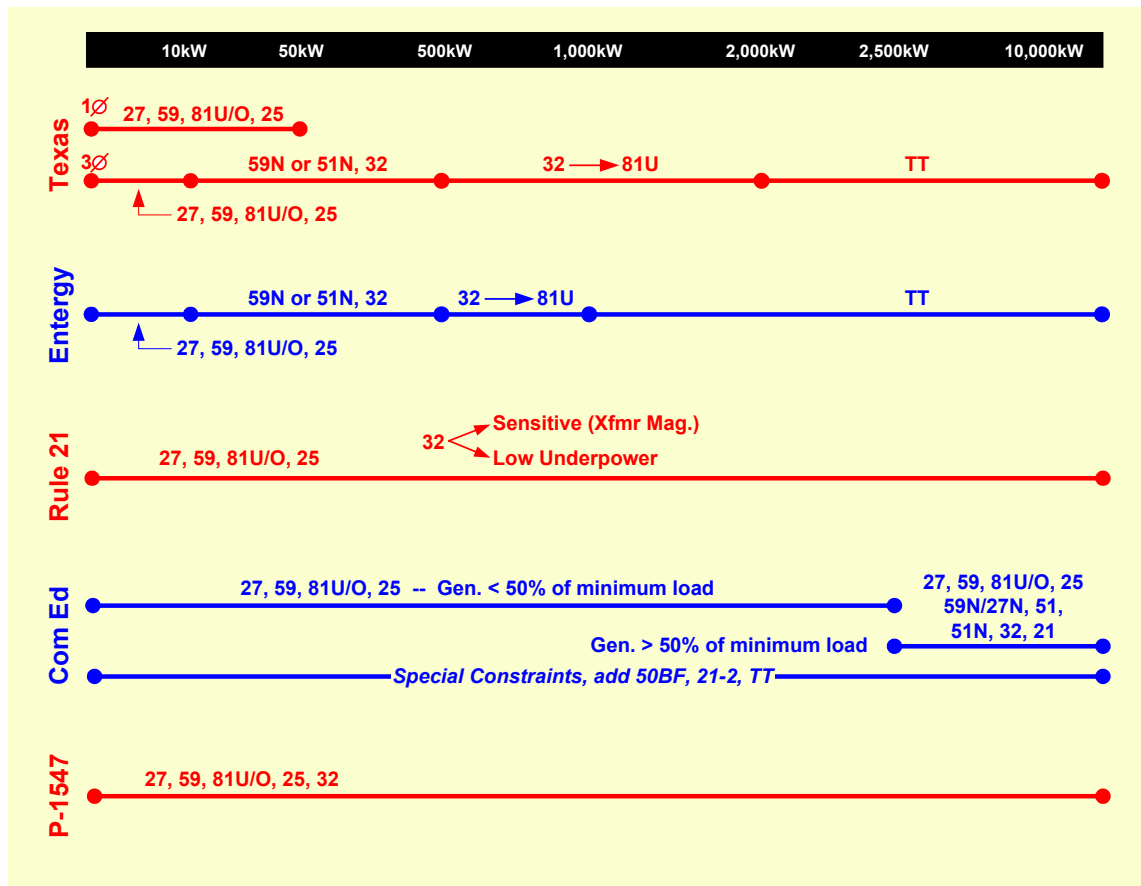 10kW 50kW 500kW 1,000kW 2,000kW 2,500kW 10,000kW
Texas
1∅ 27, 59, 81U/O, 25
3∅ 59N or 51N, 32 32 → 81U TT
27, 59, 81U/O, 25
Entergy
59N or 51N, 32 32 → 81U TT
27, 59, 81U/O, 25
Rule 21
27, 59, 81U/O, 25
32
Sensitive (Xfmr Mag.)
Low Underpower
Com Ed
27, 59, 81U/O, 25 -- Gen. < 50% of minimum load
27, 59, 81U/O, 25
59N/27N, 51,
51N, 32, 21
Gen. > 50% of minimum load
Special Constraints, add 50BF, 21-2, TT
P-1547
27, 59, 81U/O, 25, 32